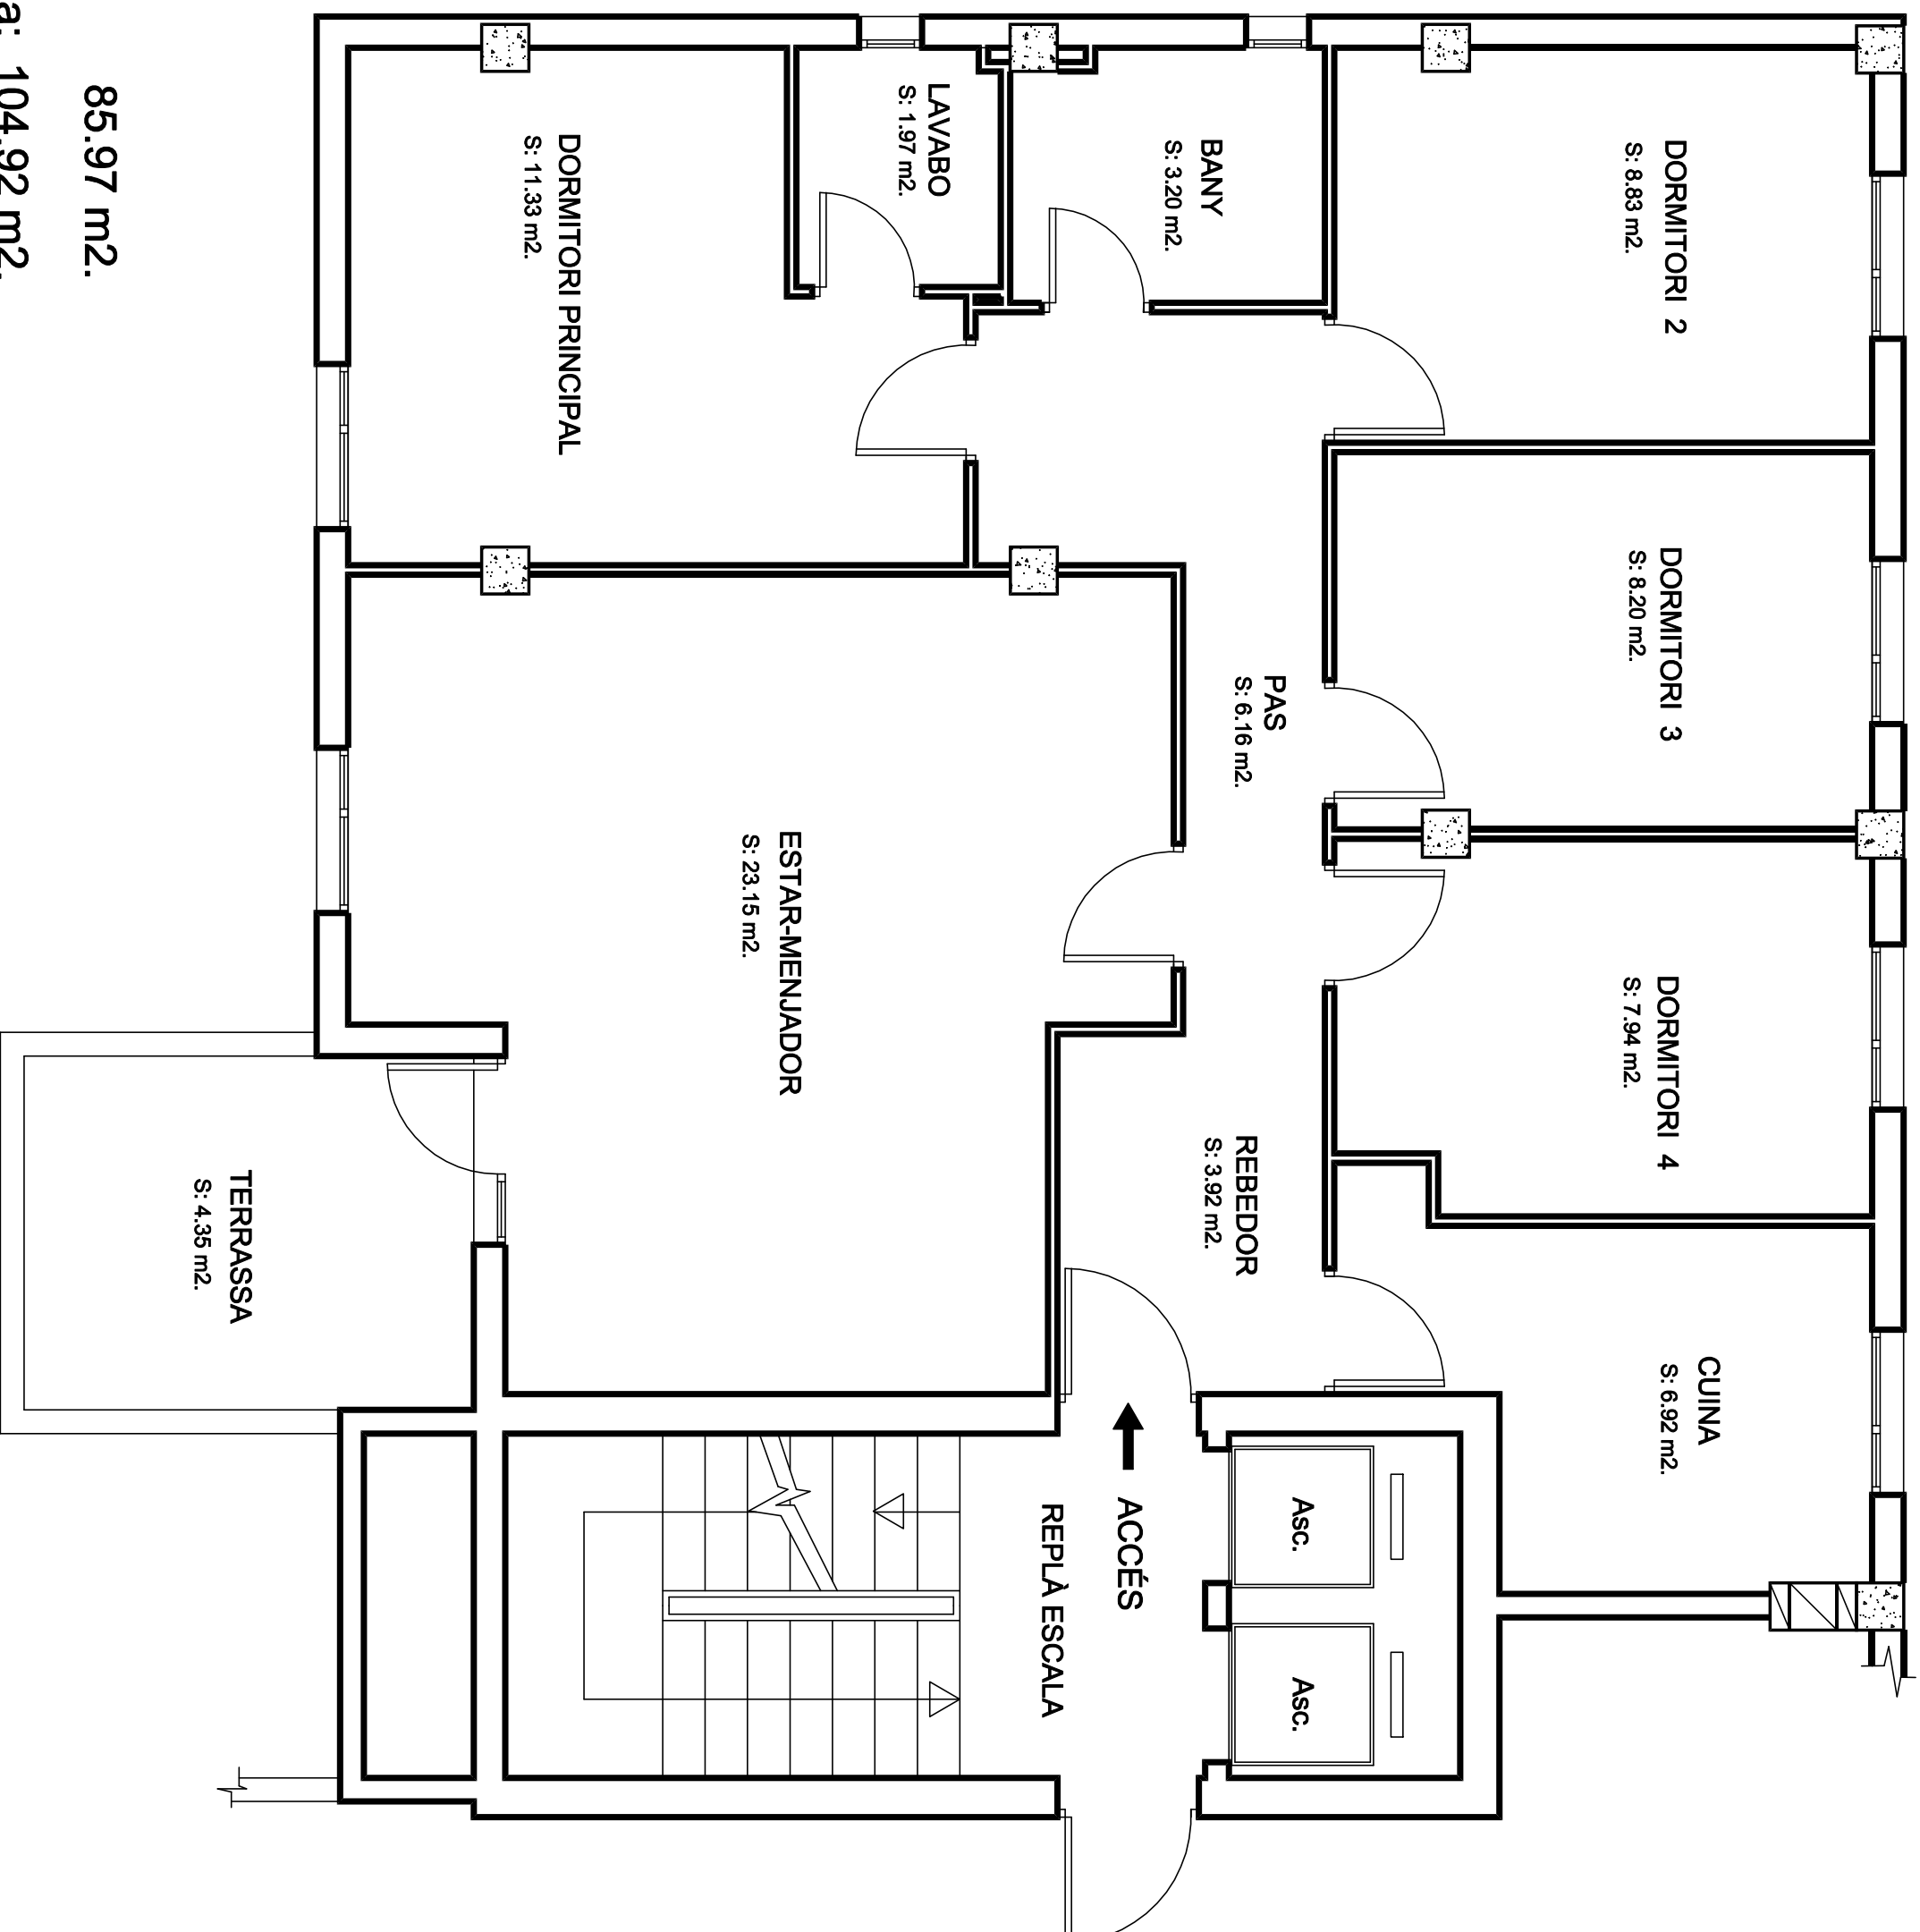 DORMITORI 2
S: 8.83 m2.
DORMITORI 3
S: 8.20 m2.
DORMITORI 4
S: 7.94 m2.
CUINA
S: 6.92 m2.
BANY
S: 3.20 m2.
PAS
S: 6.16 m2.
REBEDOR
S: 3.92 m2.
Asc.
Asc.
ACCÉS
REPLÀ ESCALA
LAVABO
S: 1.97 m2.
ESTAR-MENJADOR
S: 23.15 m2.
DORMITORI PRINCIPAL
S: 11.33 m2.
TERRASSA
S: 4.35 m2.
85.97 m2.
a: 104.92 m2.